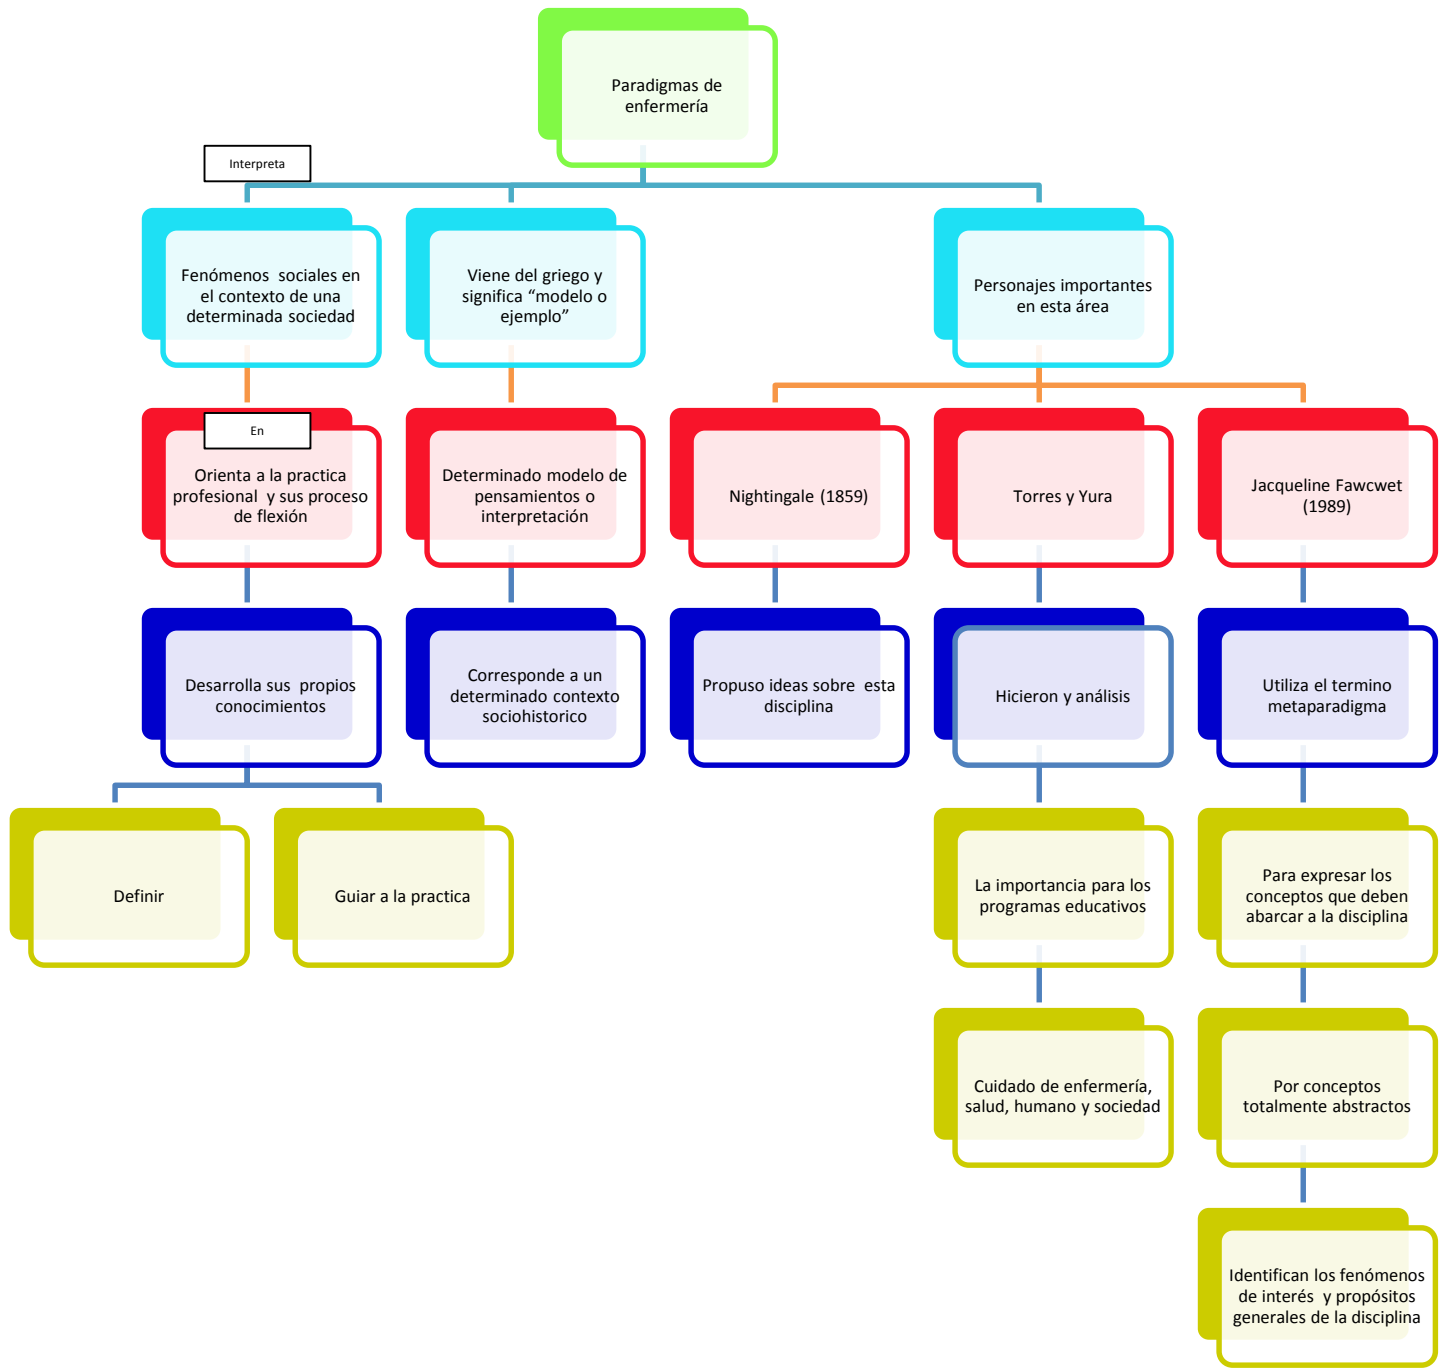 Paradigmas de
enfermería
Interpreta
Fenómenos  sociales en
el contexto de una
determinada sociedad
Viene del griego y
significa “modelo o
ejemplo”
Personajes importantes
en esta área
En
Orienta a la practica
profesional  y sus proceso
de flexión
Determinado modelo de
pensamientos o
interpretación
Nightingale (1859)
Torres y Yura
Jacqueline Fawcwet
(1989)
Desarrolla sus  propios
conocimientos
Corresponde a un
determinado contexto
sociohistorico
Propuso ideas sobre  esta
disciplina
Hicieron y análisis
Utiliza el termino
metaparadigma
Definir
Guiar a la practica
La importancia para los
programas educativos
Para expresar los
conceptos que deben
abarcar a la disciplina
Cuidado de enfermería,
salud, humano y sociedad
Por conceptos
totalmente abstractos
Identifican los fenómenos
de interés  y propósitos
generales de la disciplina